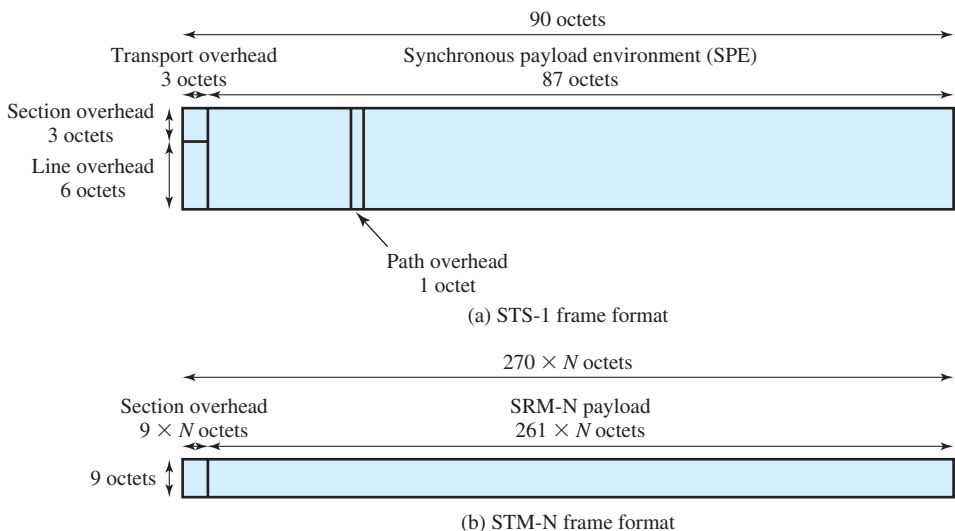 90 octets
Transport overhead
3 octets
Synchronous payload environment (SPE)
87 octets
Section overhead
3 octets
Line overhead
6 octets
Path overhead
1 octet
(a) STS-1 frame format
270 × N octets
Section overhead
9 × N octets
SRM-N payload
261 × N octets
9 octets
(b) STM-N frame format